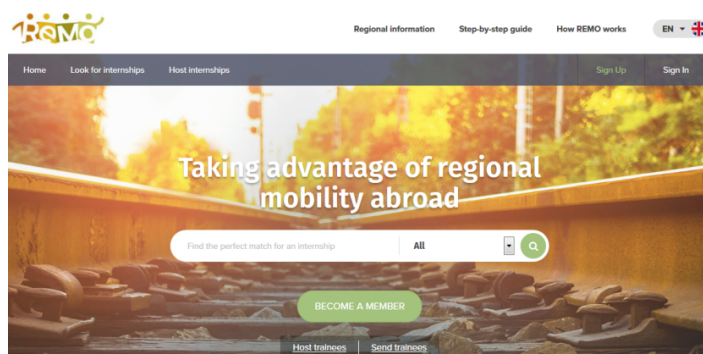 REMO
Regional information Step-by-step guide How REMO works EN
Home Look for internships Host internships Sign Up Sign In
Taking advantage of regional
mobility abroad
Find the perfect match for an internship All
BECOME A MEMBER
Host trainees Send trainees